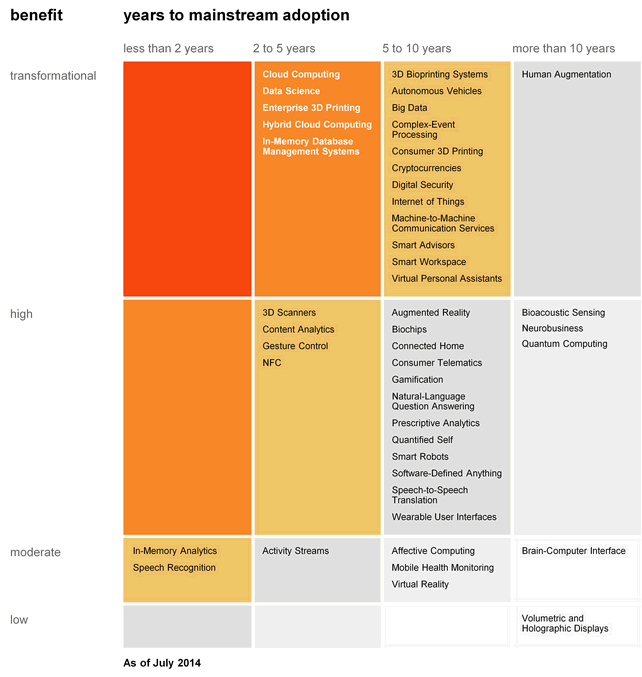 benefit
years to mainstream adoption
less than 2 years
2 to 5 years
5 to 10 years
more than 10 years
transformational
Cloud Computing
Data Science
Enterprise 3D Printing
Hybrid Cloud Computing
In-Memory Database
Management Systems
3D Bioprinting Systems
Autonomous Vehicles
Big Data
Complex-Event
Processing
Consumer 3D Printing
Cryptocurrencies
Digital Security
Internet of Things
Machine-to-Machine
Communication Services
Smart Advisors
Smart Workspace
Virtual Personal Assistants
Human Augmentation
high
3D Scanners
Content Analytics
Gesture Control
NFC
Augmented Reality
Biochips
Connected Home
Consumer Telematics
Gamification
Natural-Language
Question Answering
Prescriptive Analytics
Quantified Self
Smart Robots
Software-Defined Anything
Speech-to-Speech
Translation
Wearable User Interfaces
Bioacoustic Sensing
Neurobusiness
Quantum Computing
moderate
In-Memory Analytics
Speech Recognition
Activity Streams
Affective Computing
Mobile Health Monitoring
Virtual Reality
Brain-Computer Interface
low
Volumetric and
Holographic Displays
As of July 2014